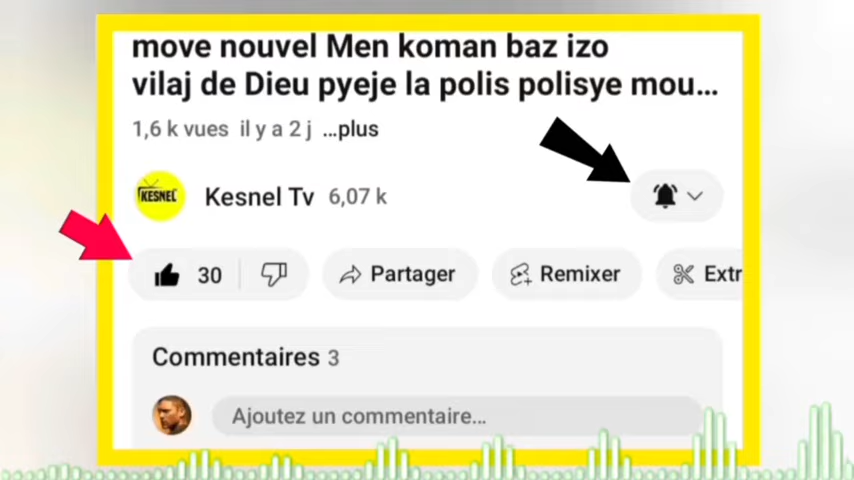 move nouvel Men koman baz izo
vilaj de Dieu pyeje la polis polisye mou...
1,6 k vues il y a 2 j ...plus
KESNEL
Kesnel Tv 6,07 k
30 Partager Remixer Extr
Commentaires 3
Ajoutez un commentaire...